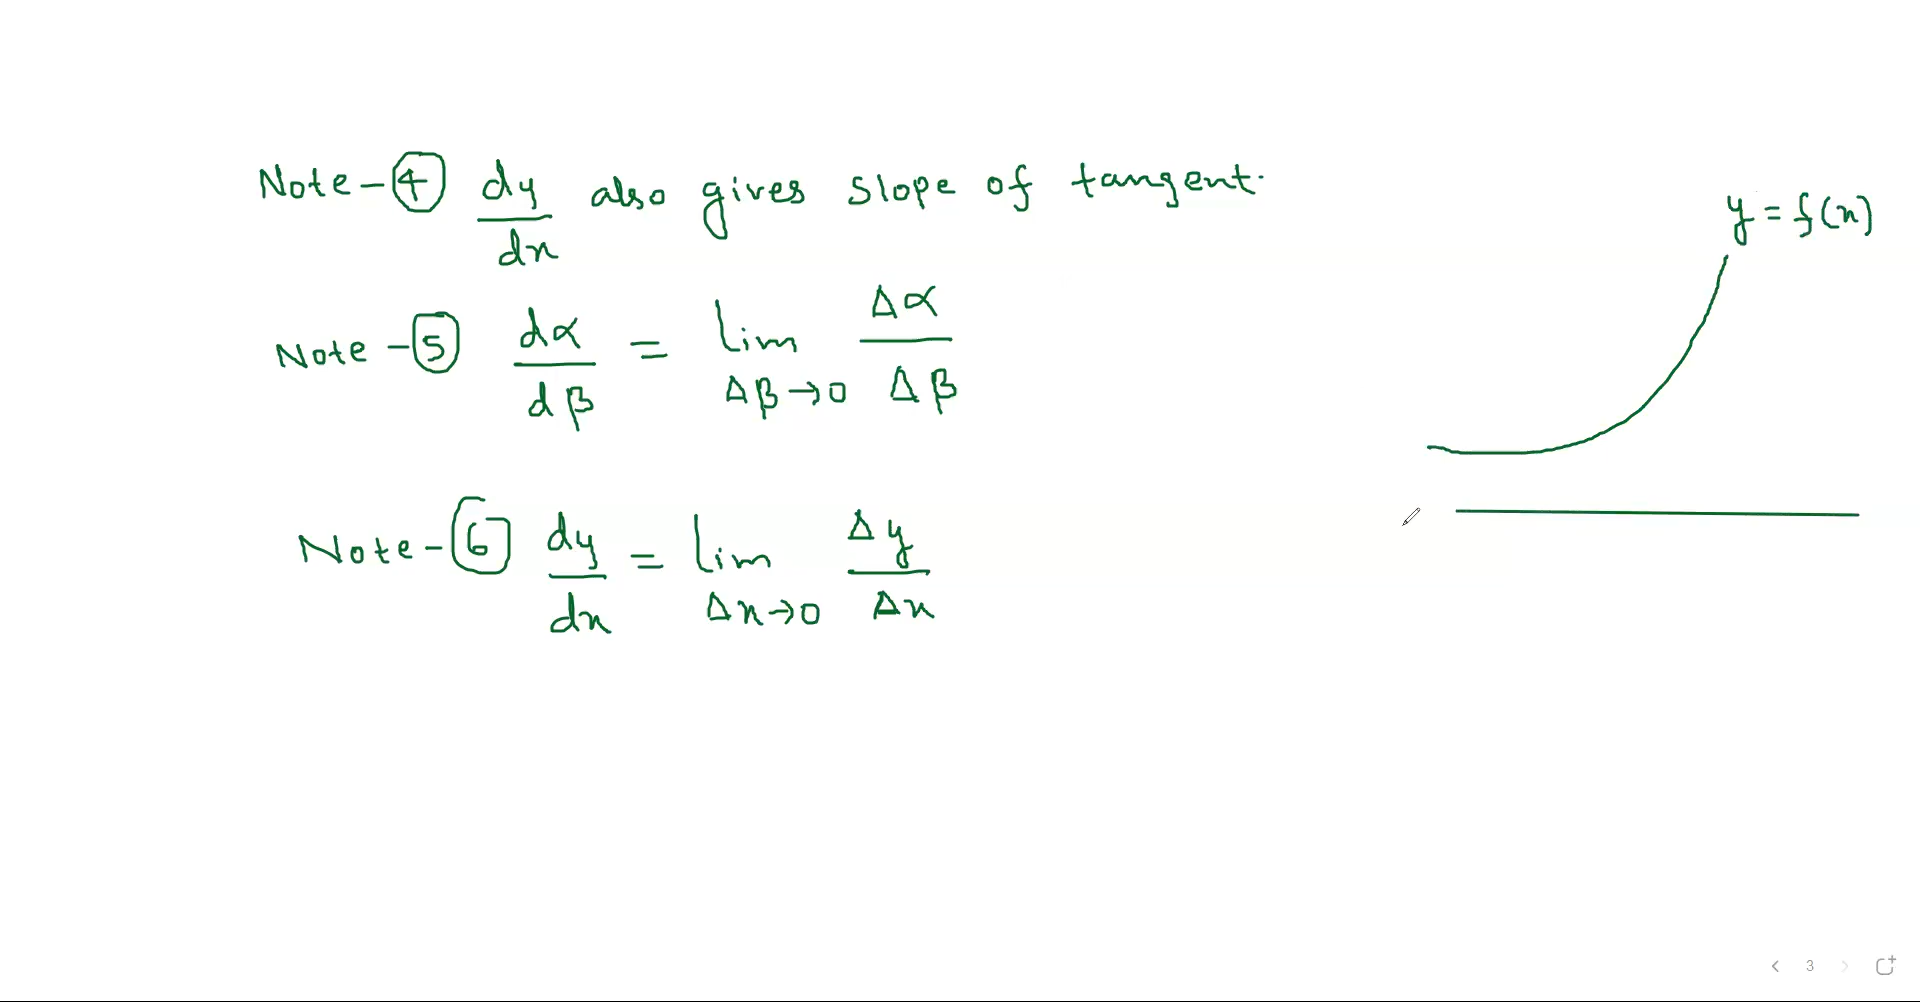 Note-④ dy/dx also gives slope of tangent.
y = f(x)
Note-5 dα/dβ = lim Δβ→0 Δα/Δβ
Note-6 dy/dx = lim Δx→0 Δy/Δx
3